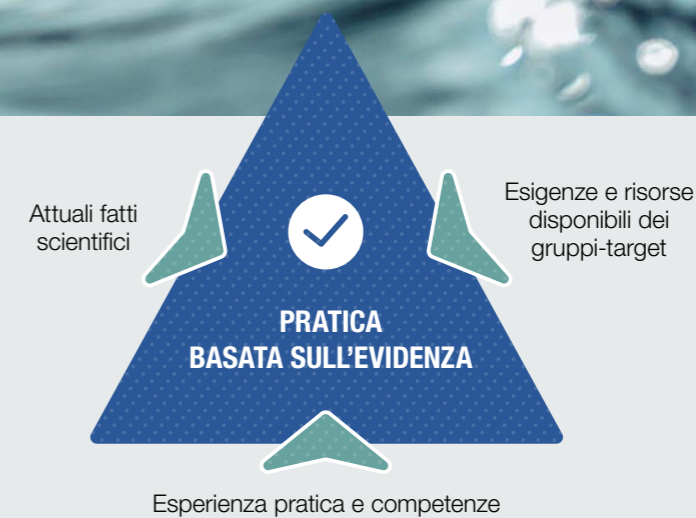 Attuali fatti
scientifici
Esigenze e risorse
disponibili dei
gruppi-target
PRATICA
BASATA SULL'EVIDENZA
Esperienza pratica e competenze